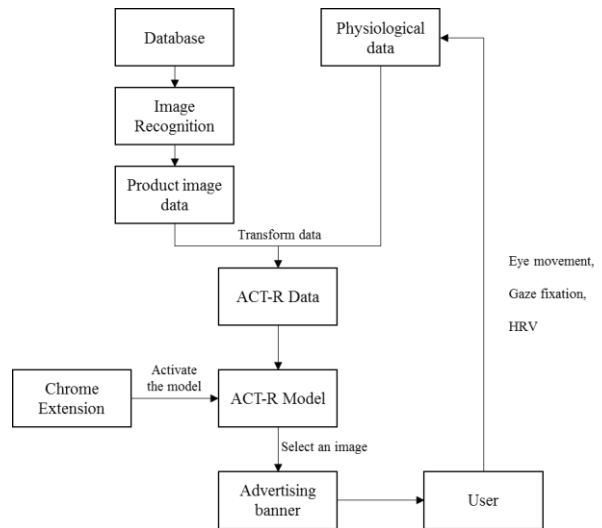 Database
Physiological
data
Image
Recognition
Product image
data
Transform data
Eye movement,
Gaze fixation,
HRV
ACT-R Data
Activate
the model
Chrome
Extension
ACT-R Model
Select an image
Advertising
banner
User